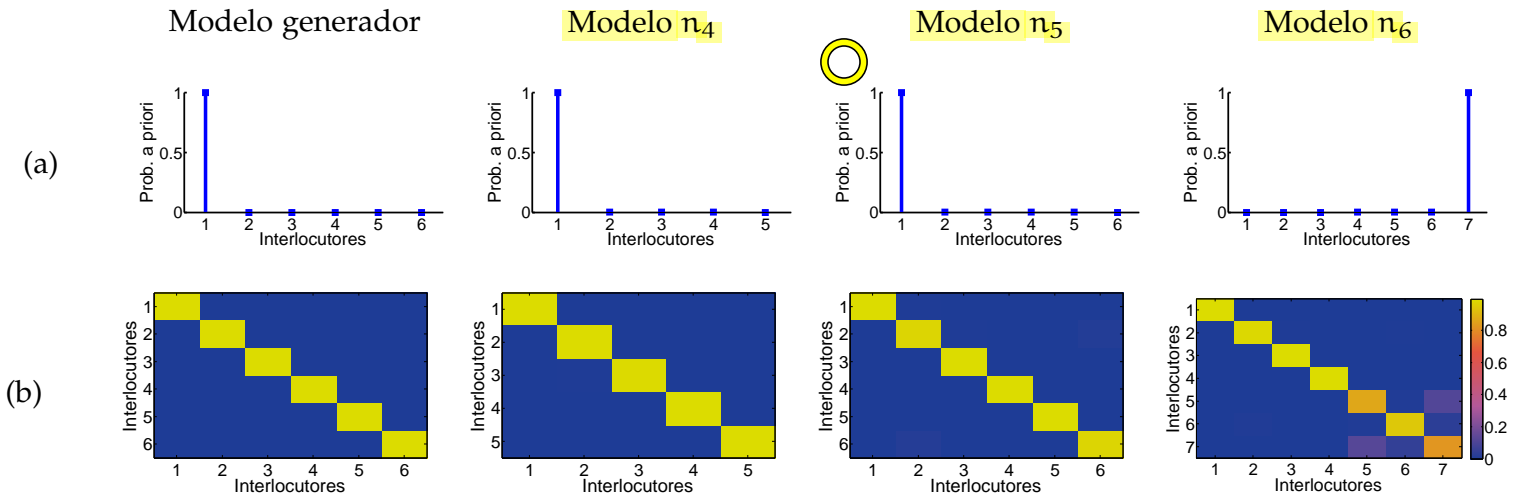 Modelo generador
Modelo n4
Modelo n5
Modelo n6
(a)
Prob. a priori
1
0.5
0
1 2 3 4 5 6
Interlocutores
Prob. a priori
1
0.5
0
1 2 3 4 5
Interlocutores
Prob. a priori
1
0.5
0
1 2 3 4 5 6
Interlocutores
Prob. a priori
1
0.5
0
1 2 3 4 5 6 7
Interlocutores
(b)
Interlocutores
1
2
3
4
5
6
1 2 3 4 5 6
Interlocutores
Interlocutores
1
2
3
4
5
1 2 3 4 5
Interlocutores
Interlocutores
1
2
3
4
5
6
1 2 3 4 5 6
Interlocutores
Interlocutores
1
2
3
4
5
6
7
1 2 3 4 5 6 7
Interlocutores
0.8
0.6
0.4
0.2
0